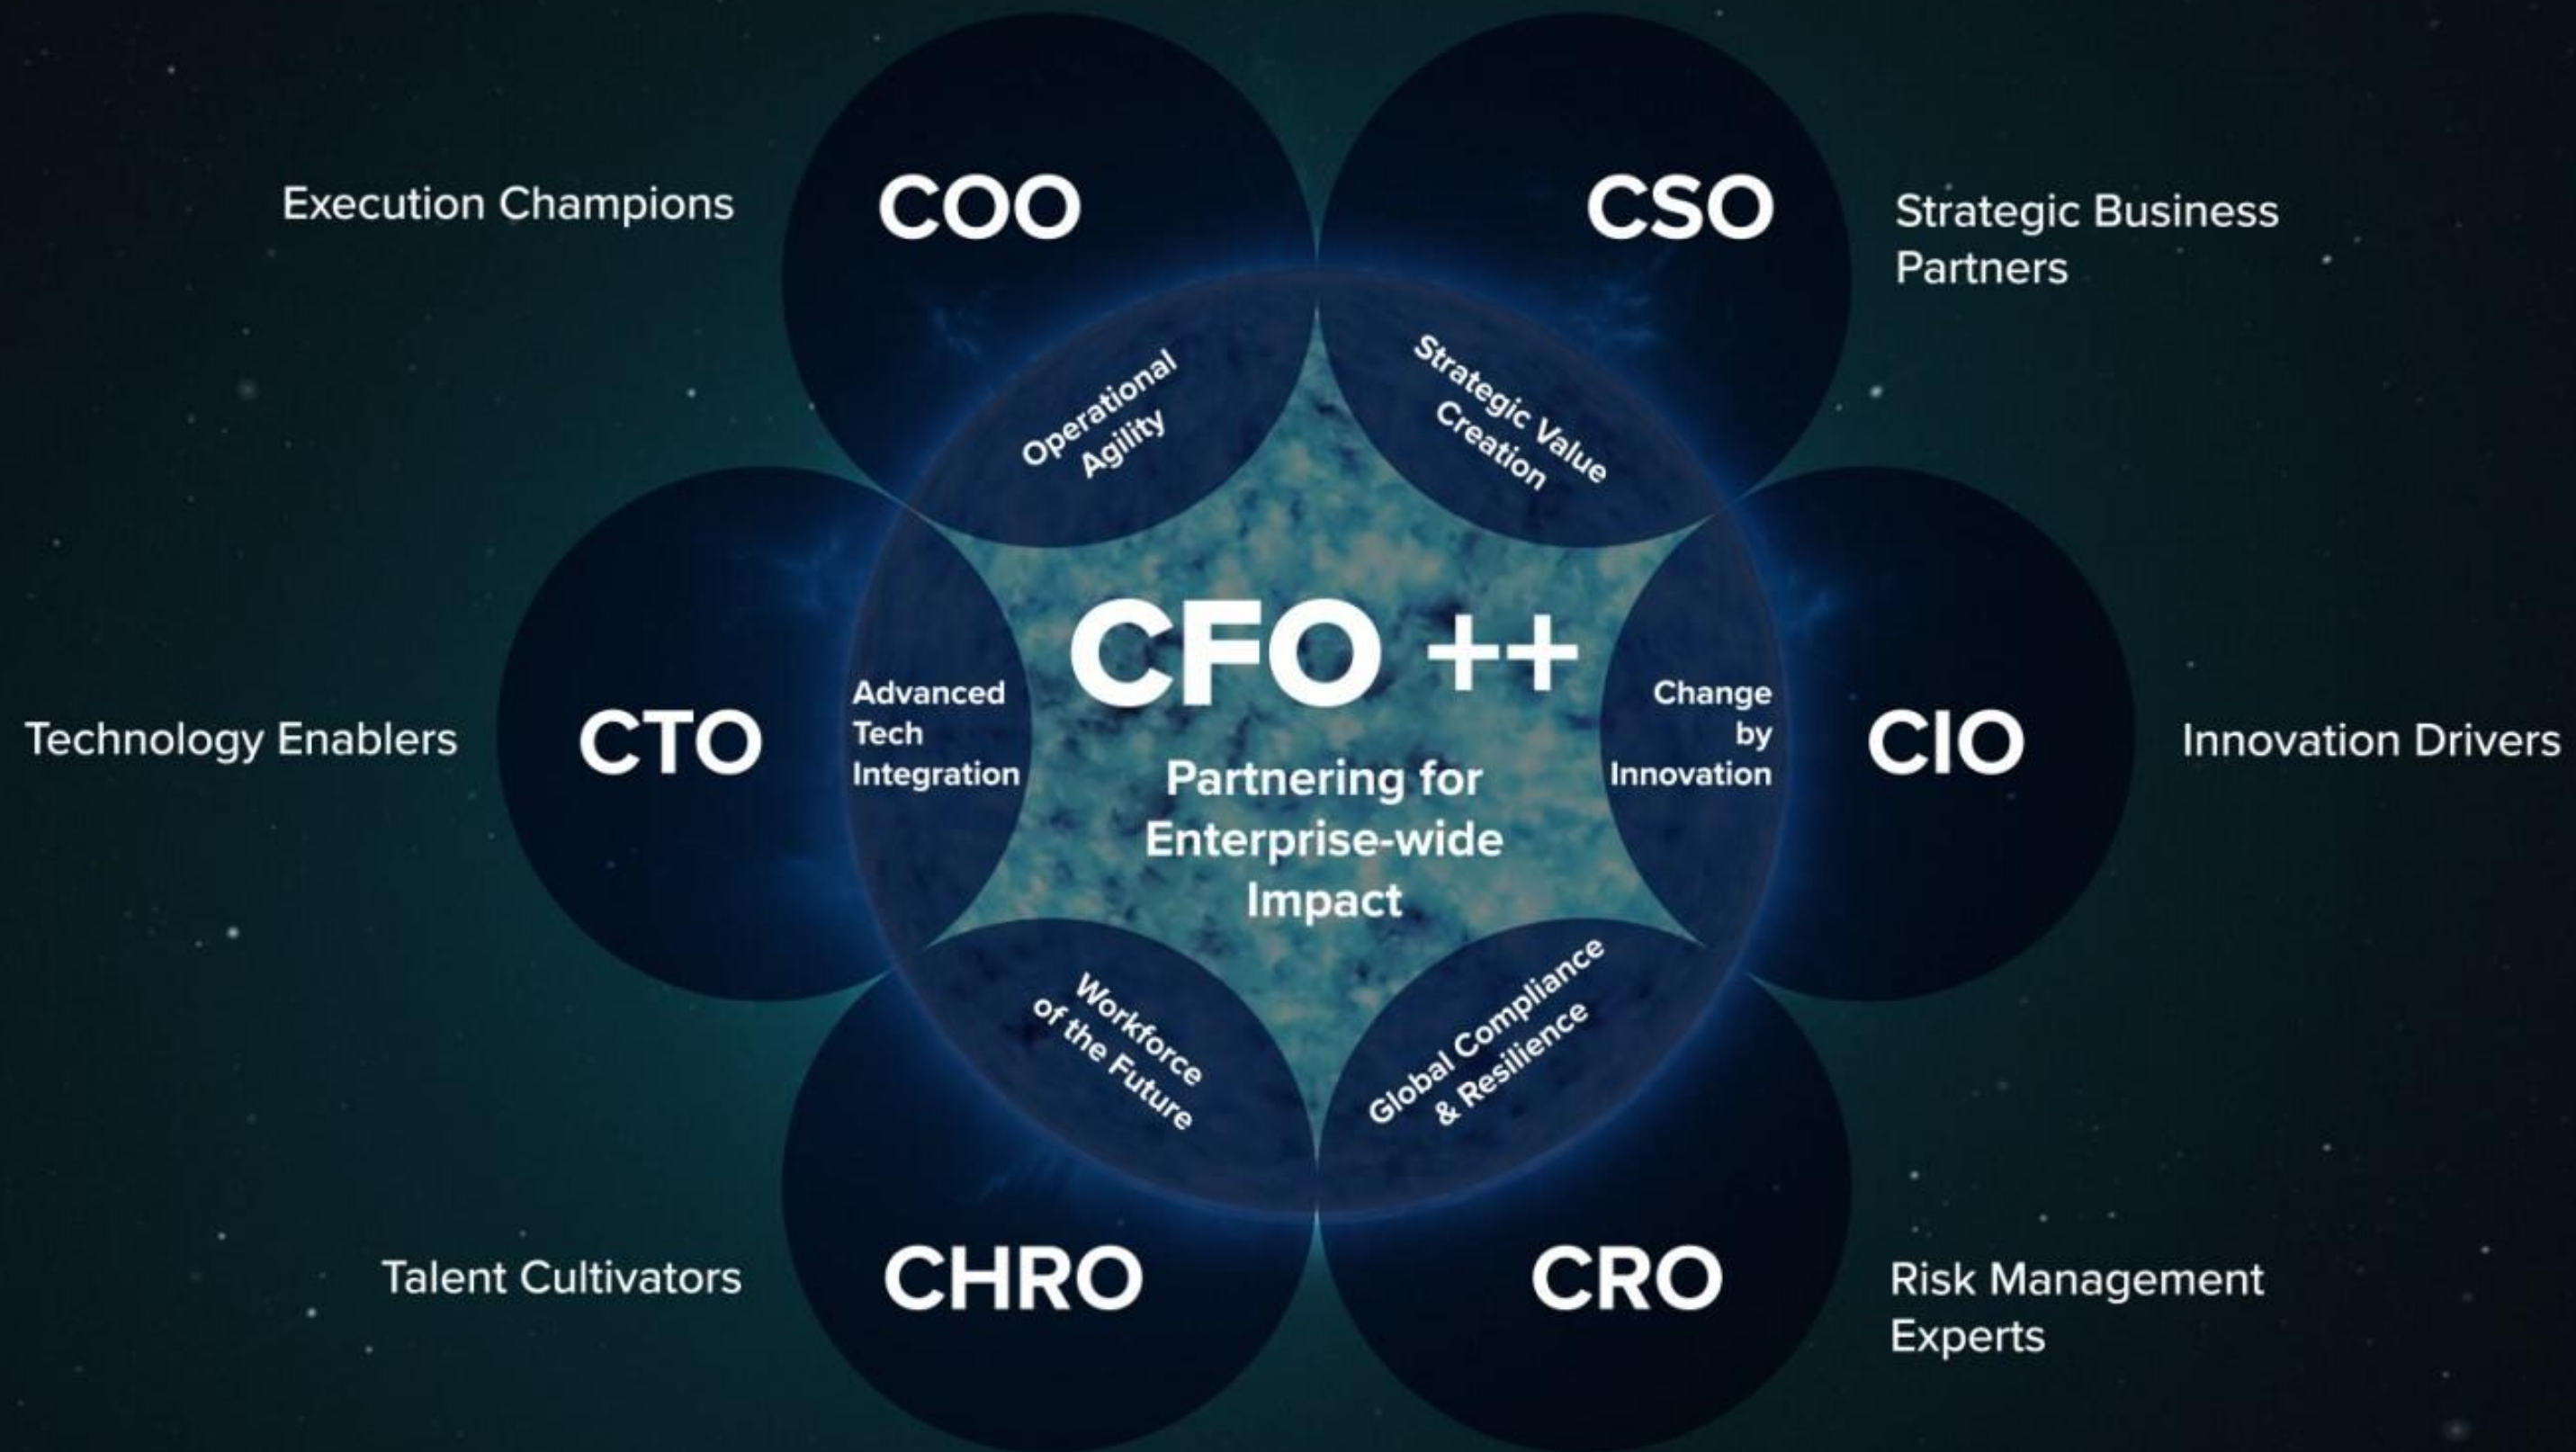 COO
CSO
Execution Champions
Strategic Business
Partners
Operational
Agility
Strategic Value
Creation
CFO ++
Partnering for
Enterprise-wide
Impact
Technology Enablers
CTO
Advanced
Tech
Integration
Change
by
Innovation
CIO
Innovation Drivers
Workforce
of the Future
Global Compliance
& Resilience
Talent Cultivators
CHRO
CRO
Risk Management
Experts